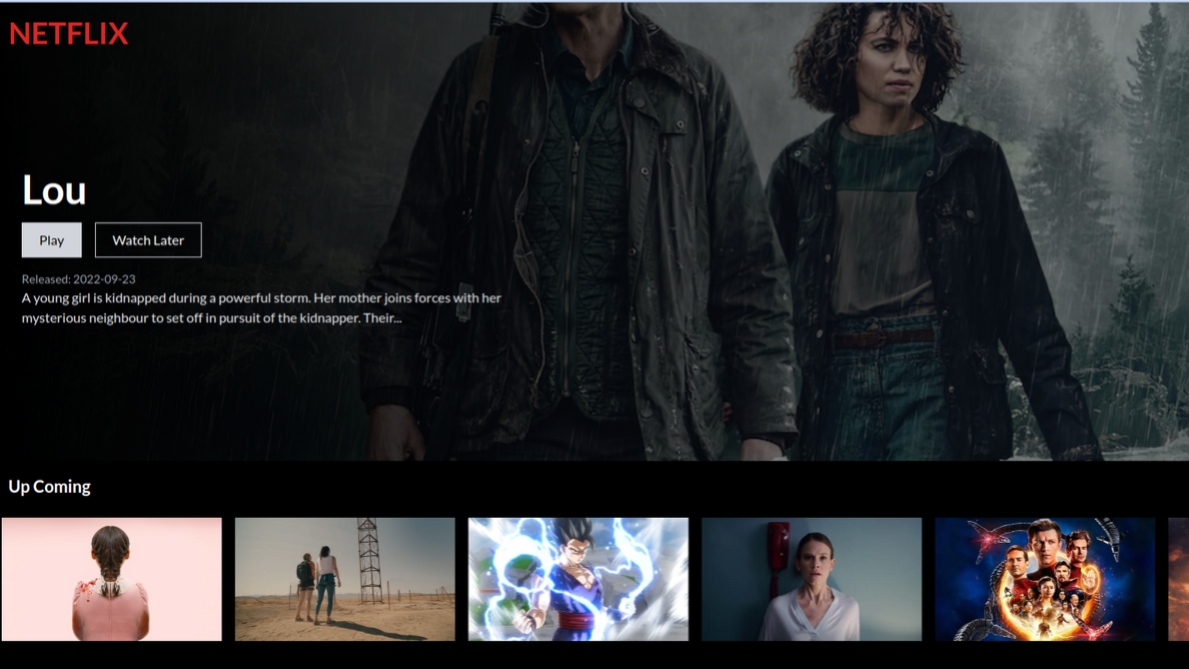 NETFLIX
Lou
Play
Watch Later
Released: 2022-09-23
A young girl is kidnapped during a powerful storm. Her mother joins forces with her
mysterious neighbour to set off in pursuit of the kidnapper. Their...
Up Coming